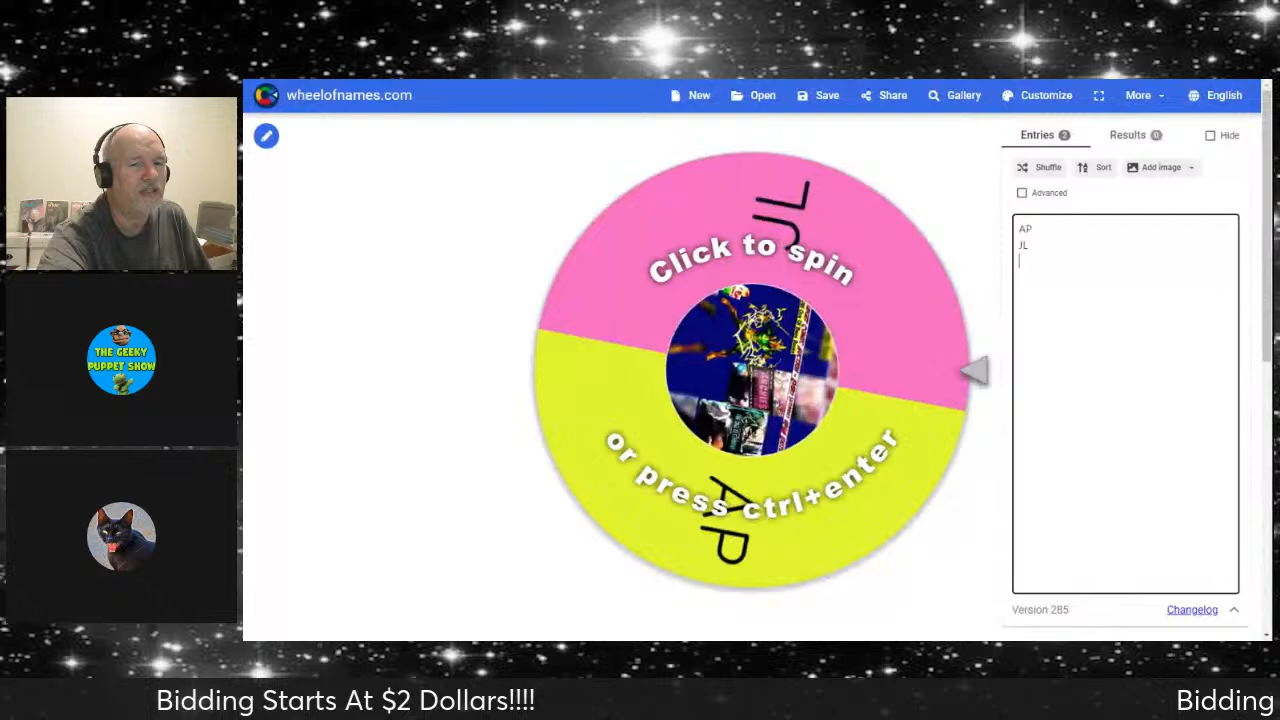 wheelofnames.com
New
Open
Save
Share
Gallery
Customize
More
English
Entries 2
Results 0
Hide
Shuffle
Sort
Add image
Advanced
AP
JL
JL
Click to spin
or press ctrl+enter
AP
THE GEEKY
PUPPET SHOW
Version 285
Changelog
Bidding Starts At $2 Dollars!!!!
Bidding